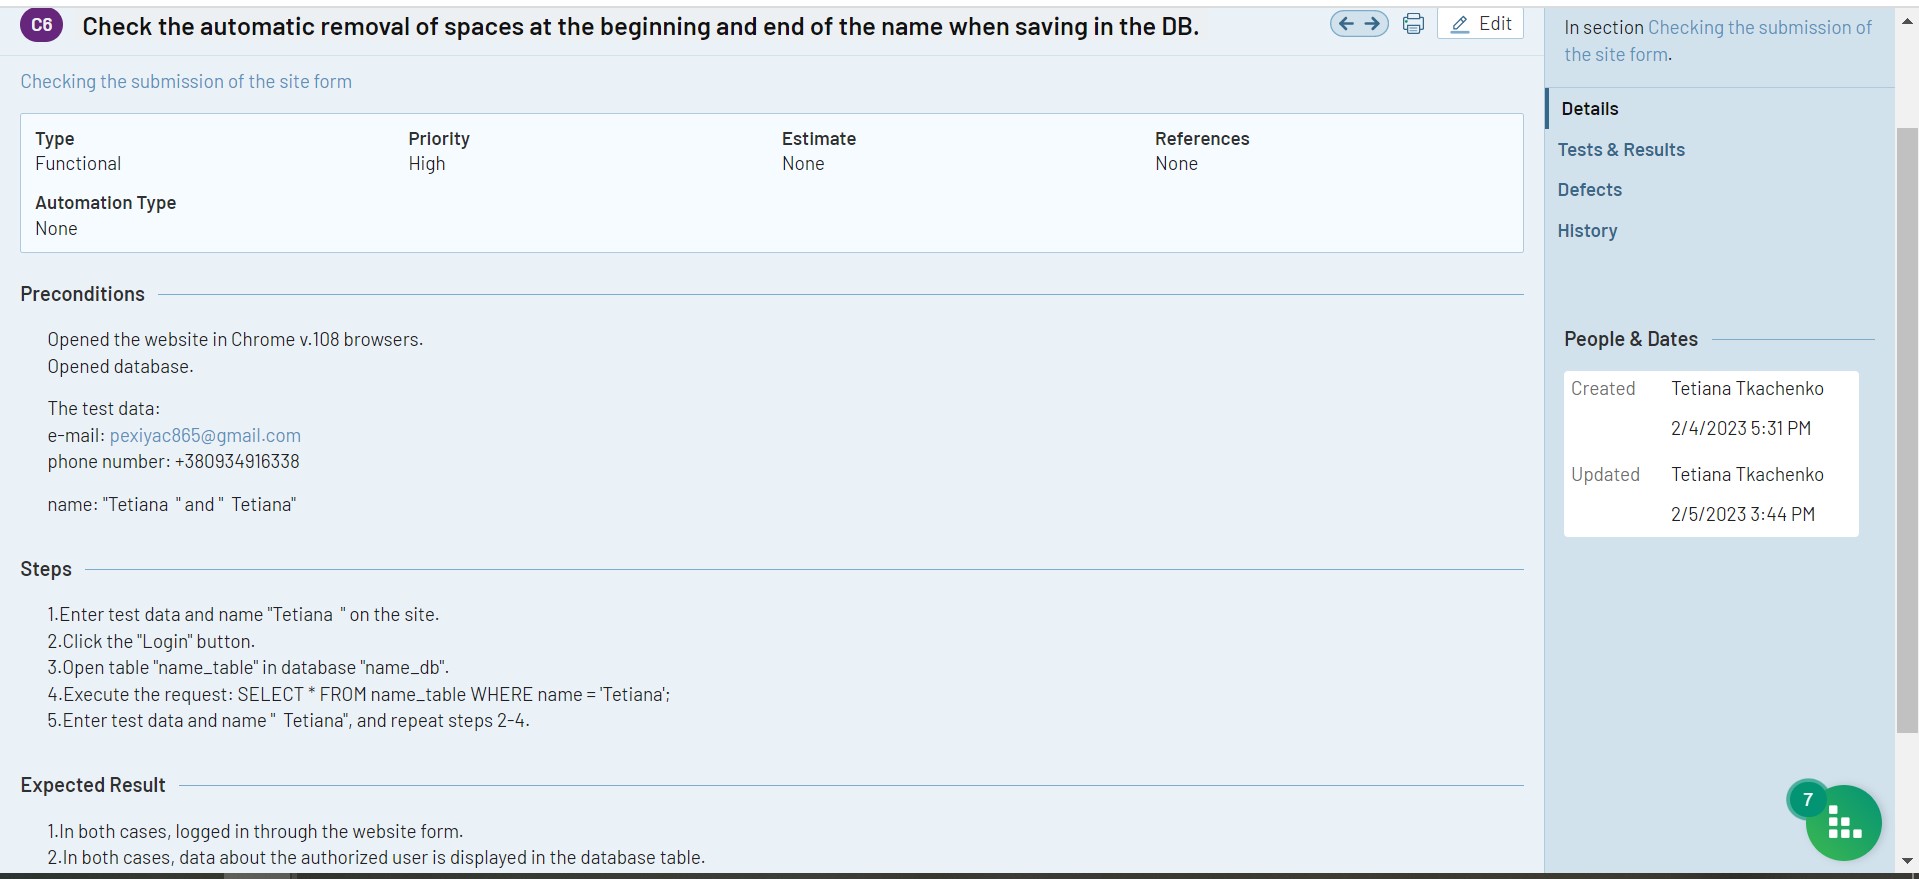 C6 Check the automatic removal of spaces at the beginning and end of the name when saving in the DB.
Edit
Checking the submission of the site form
Type Priority Estimate References
Functional High None None
Automation Type
None
Preconditions
Opened the website in Chrome v.108 browsers.
Opened database.
The test data:
e-mail: pexiyac865@gmail.com
phone number: +380934916338
name: "Tetiana  " and "  Tetiana"
Steps
1.Enter test data and name "Tetiana  " on the site.
2.Click the "Login" button.
3.Open table "name_table" in database "name_db".
4.Execute the request: SELECT * FROM name_table WHERE name = 'Tetiana';
5.Enter test data and name "  Tetiana", and repeat steps 2-4.
Expected Result
1.In both cases, logged in through the website form.
2.In both cases, data about the authorized user is displayed in the database table.
In section Checking the submission of
the site form.
Details
Tests & Results
Defects
History
People & Dates
Created Tetiana Tkachenko
2/4/2023 5:31 PM
Updated Tetiana Tkachenko
2/5/2023 3:44 PM
7